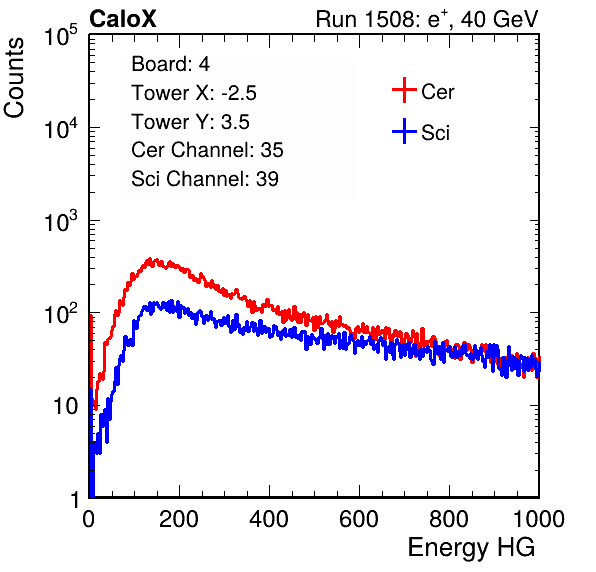 CaloX Run 1508: e⁺, 40 GeV
Counts
Board: 4
Tower X: -2.5
Tower Y: 3.5
Cer Channel: 35
Sci Channel: 39
Cer
Sci
10⁵
10⁴
10³
10²
10
1
0 200 400 600 800 1000
Energy HG